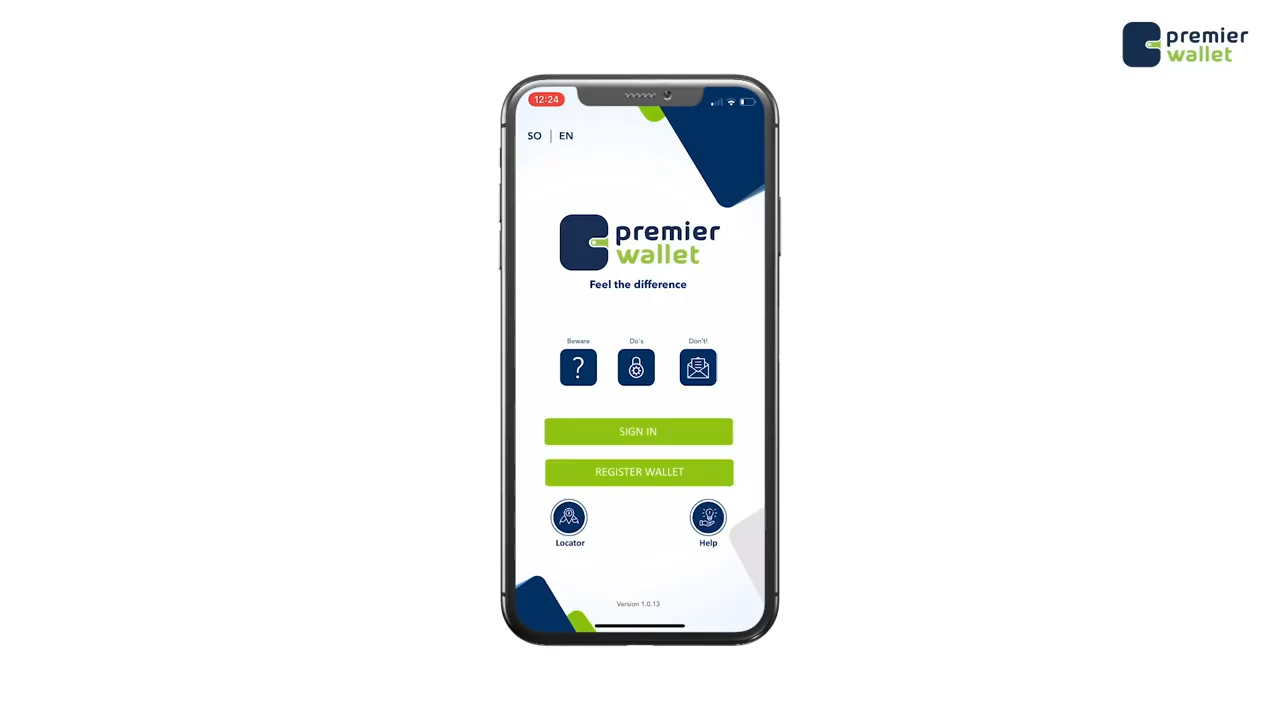 premier
wallet
12:24
SO | EN
premier
wallet
Feel the difference
Beware
Do's
Don't!
?
SIGN IN
REGISTER WALLET
Locator
Help
Version 1.0.13